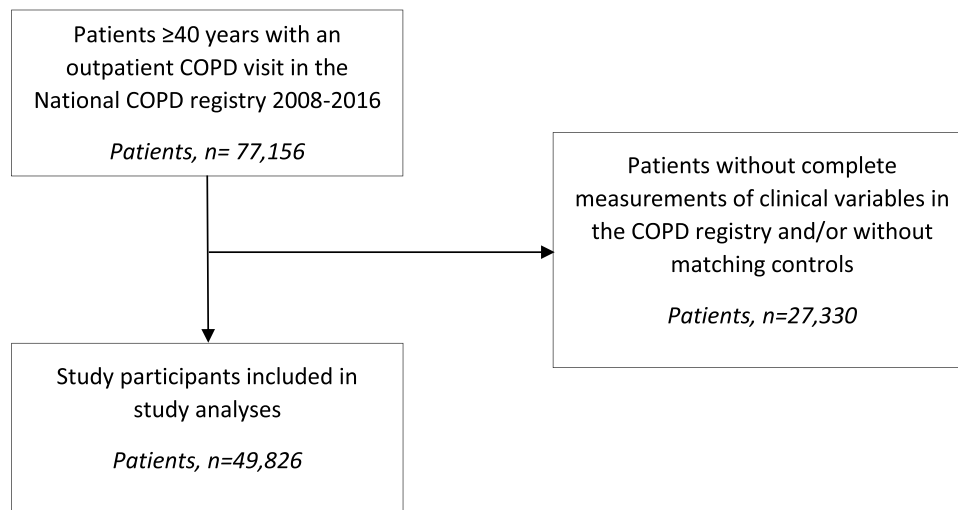 Patients ≥40 years with an
outpatient COPD visit in the
National COPD registry 2008-2016
Patients, n= 77,156
Patients without complete
measurements of clinical variables in
the COPD registry and/or without
matching controls
Patients, n=27,330
Study participants included in
study analyses
Patients, n=49,826